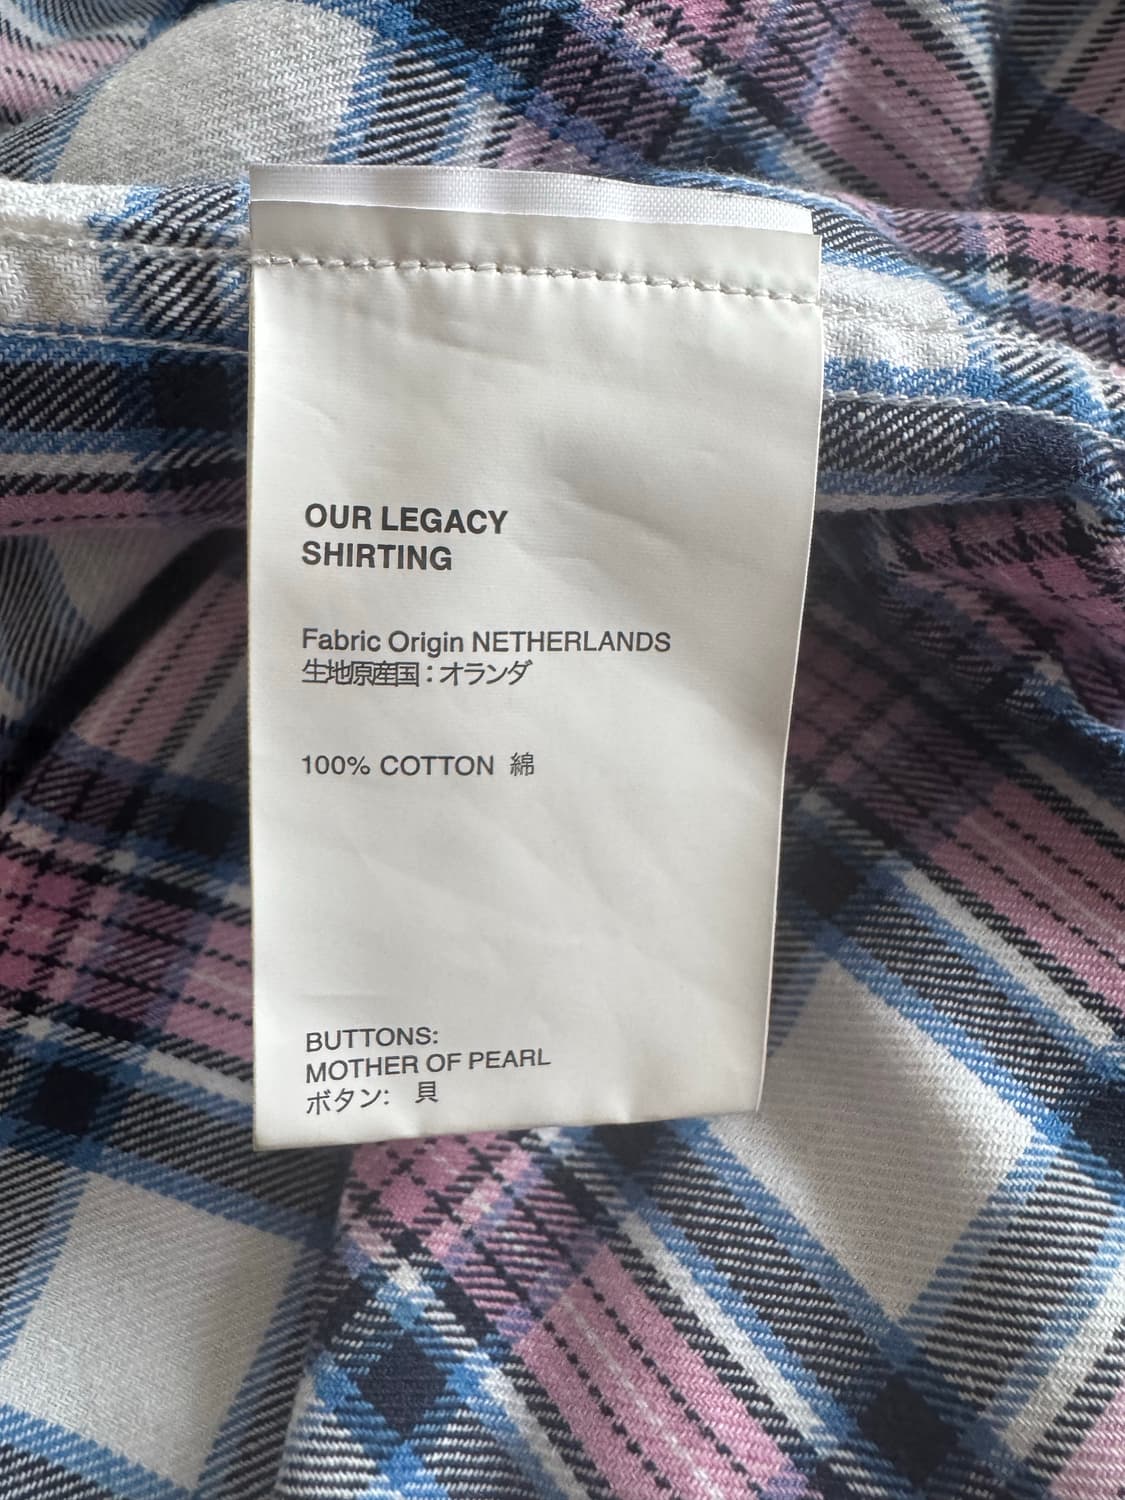 OUR LEGACY
SHIRTING
Fabric Origin NETHERLANDS
生地原産国：オランダ
100% COTTON 綿
BUTTONS:
MOTHER OF PEARL
ボタン: 貝